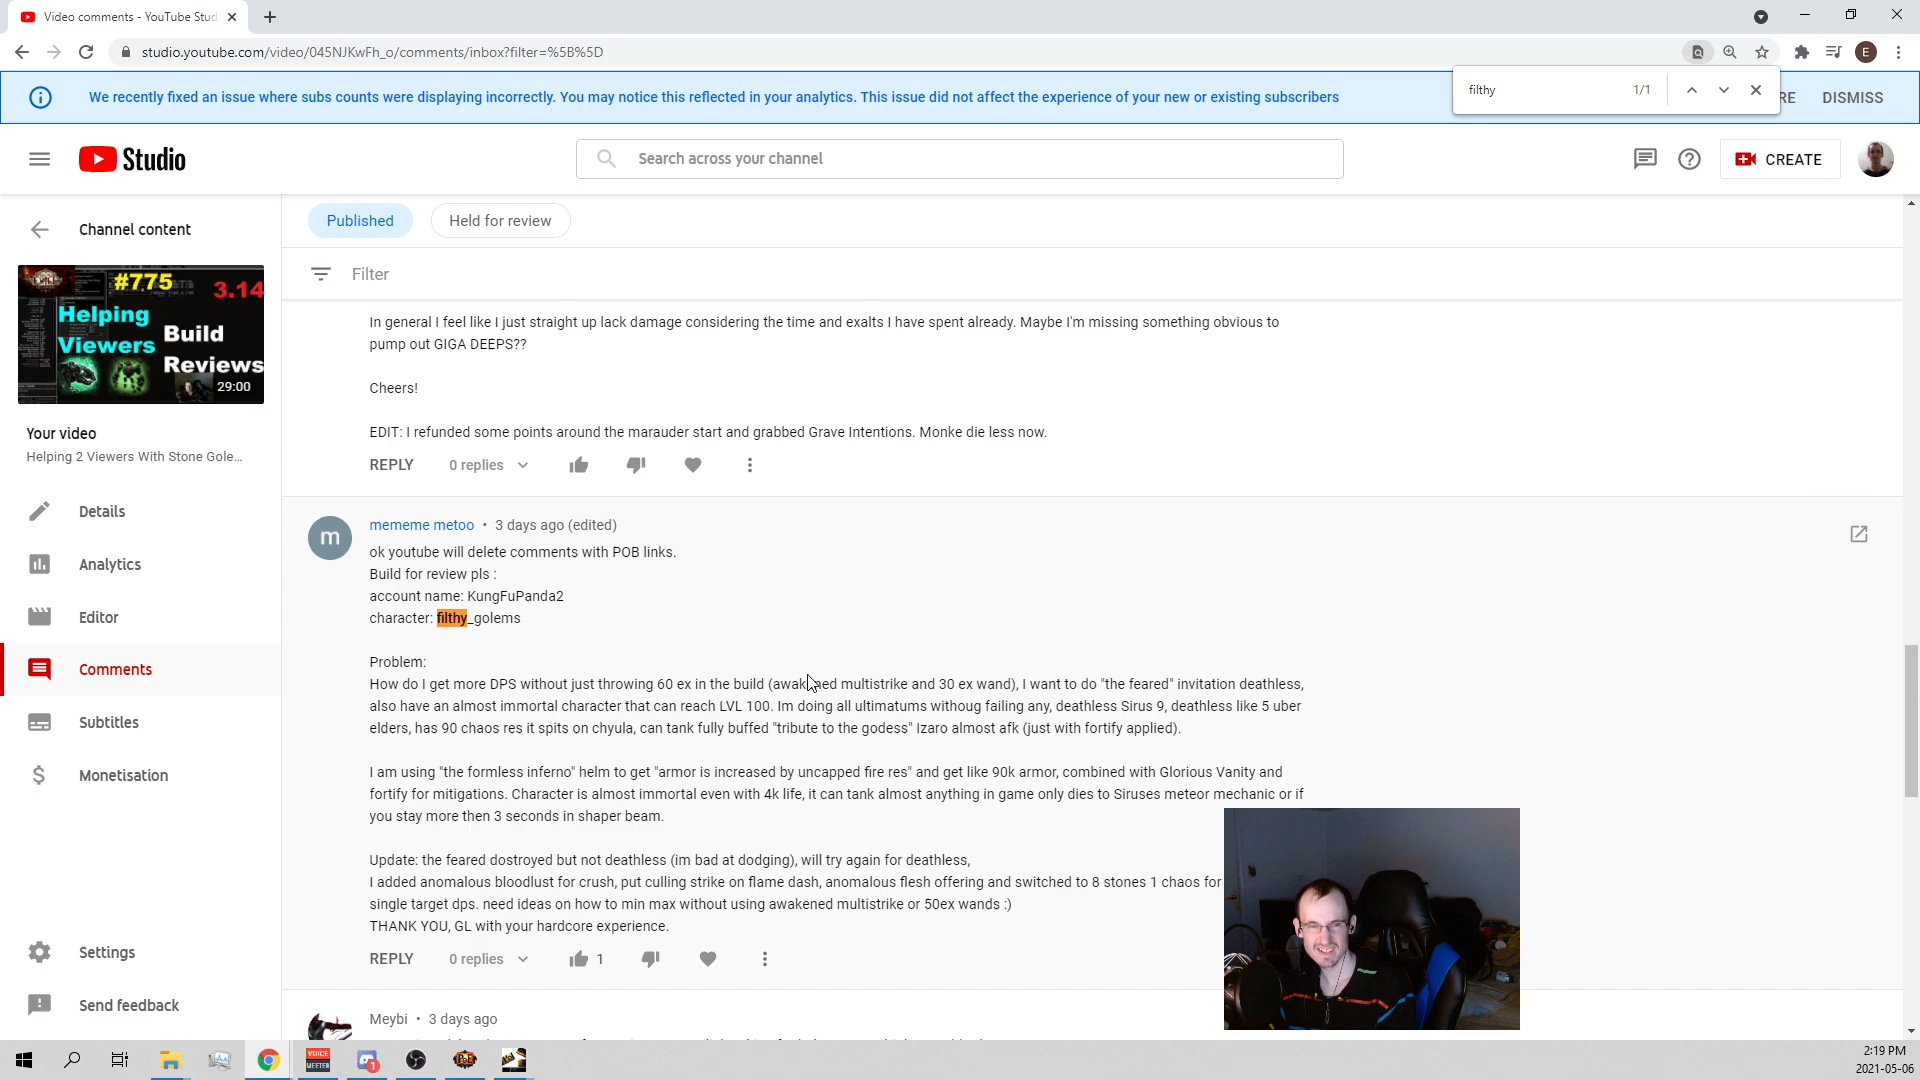 Video comments - YouTube Stud
studio.youtube.com/video/045NJKwFh_o/comments/inbox?filter=%5B%5D
E
filthy
1/1
We recently fixed an issue where subs counts were displaying incorrectly. You may notice this reflected in your analytics. This issue did not affect the experience of your new or existing subscribers
RE
DISMISS
Studio
Search across your channel
CREATE
Channel content
Published
Held for review
Filter
#775
3.14
Helping
Viewers
Build
Reviews
29:00
Your video
Helping 2 Viewers With Stone Gole...
Details
Analytics
Editor
Comments
Subtitles
Monetisation
Settings
Send feedback
In general I feel like I just straight up lack damage considering the time and exalts I have spent already. Maybe I'm missing something obvious to
pump out GIGA DEEPS??
Cheers!
EDIT: I refunded some points around the marauder start and grabbed Grave Intentions. Monke die less now.
REPLY
0 replies
m
mememe metoo • 3 days ago (edited)
ok youtube will delete comments with POB links.
Build for review pls :
account name: KungFuPanda2
character: filthy_golems
Problem:
How do I get more DPS without just throwing 60 ex in the build (awakened multistrike and 30 ex wand), I want to do "the feared" invitation deathless,
also have an almost immortal character that can reach LVL 100. Im doing all ultimatums withoug failing any, deathless Sirus 9, deathless like 5 uber
elders, has 90 chaos res it spits on chyula, can tank fully buffed "tribute to the godess" Izaro almost afk (just with fortify applied).
I am using "the formless inferno" helm to get "armor is increased by uncapped fire res" and get like 90k armor, combined with Glorious Vanity and
fortify for mitigations. Character is almost immortal even with 4k life, it can tank almost anything in game only dies to Siruses meteor mechanic or if
you stay more then 3 seconds in shaper beam.
Update: the feared dostroyed but not deathless (im bad at dodging), will try again for deathless,
I added anomalous bloodlust for crush, put culling strike on flame dash, anomalous flesh offering and switched to 8 stones 1 chaos for
single target dps. need ideas on how to min max without using awakened multistrike or 50ex wands :)
THANK YOU, GL with your hardcore experience.
REPLY
0 replies
1
Meybi • 3 days ago
VOICE
MEETER
1
2:19 PM
2021-05-06